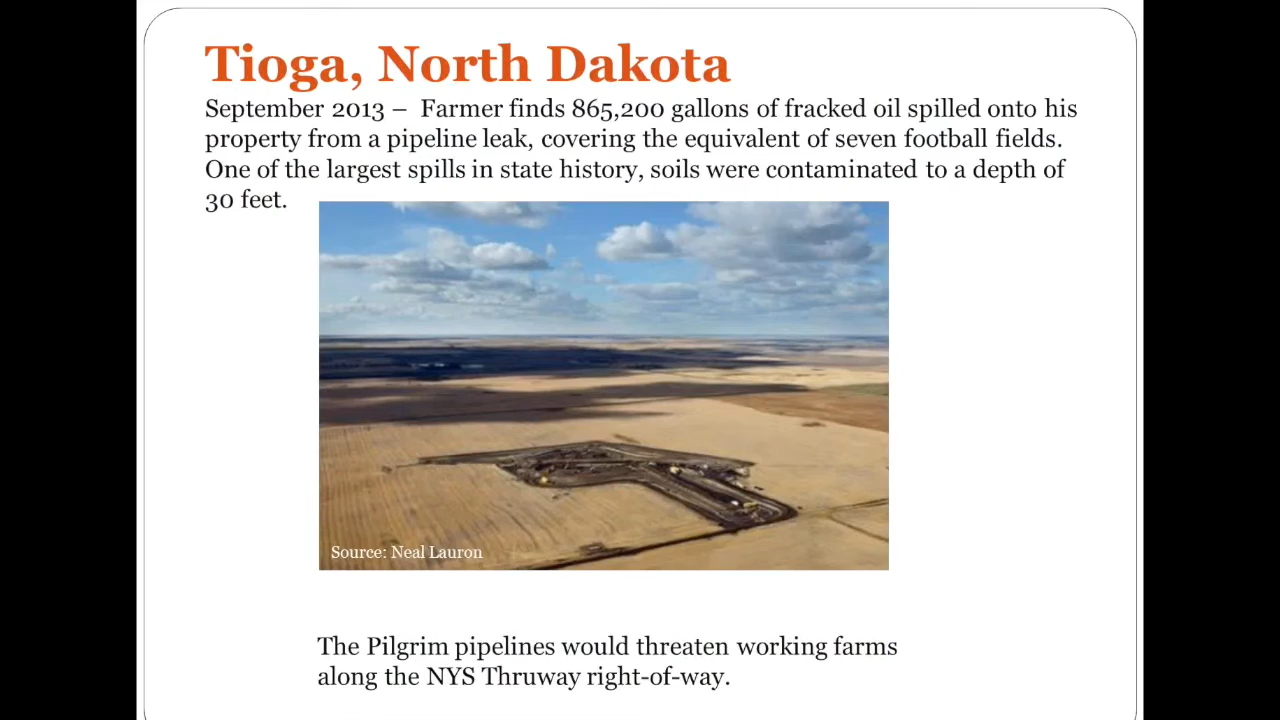 Tioga, North Dakota
September 2013 – Farmer finds 865,200 gallons of fracked oil spilled onto his
property from a pipeline leak, covering the equivalent of seven football fields.
One of the largest spills in state history, soils were contaminated to a depth of
30 feet.
Source: Neal Lauron
The Pilgrim pipelines would threaten working farms
along the NYS Thruway right-of-way.